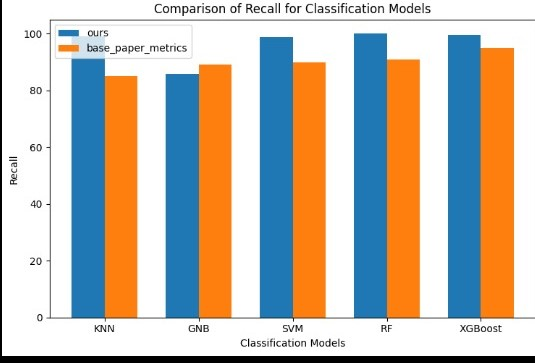 Comparison of Recall for Classification Models
ours
base_paper_metrics
100
80
60
40
20
0
Recall
KNN GNB SVM RF XGBoost
Classification Models